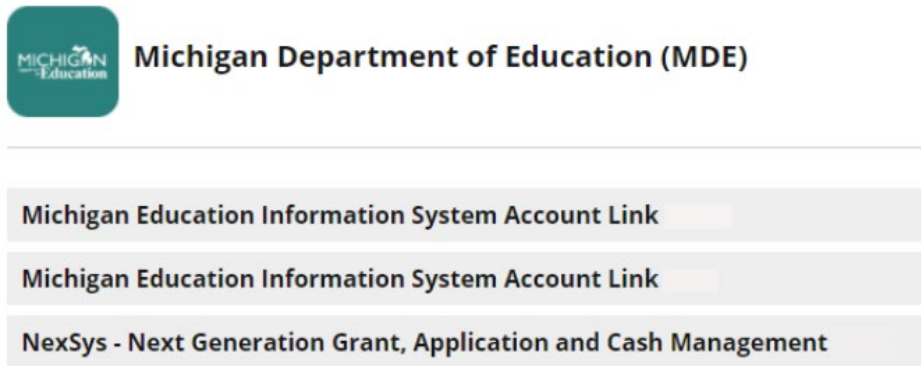 MICHIGAN
Education
Michigan Department of Education (MDE)
Michigan Education Information System Account Link
Michigan Education Information System Account Link
NexSys - Next Generation Grant, Application and Cash Management